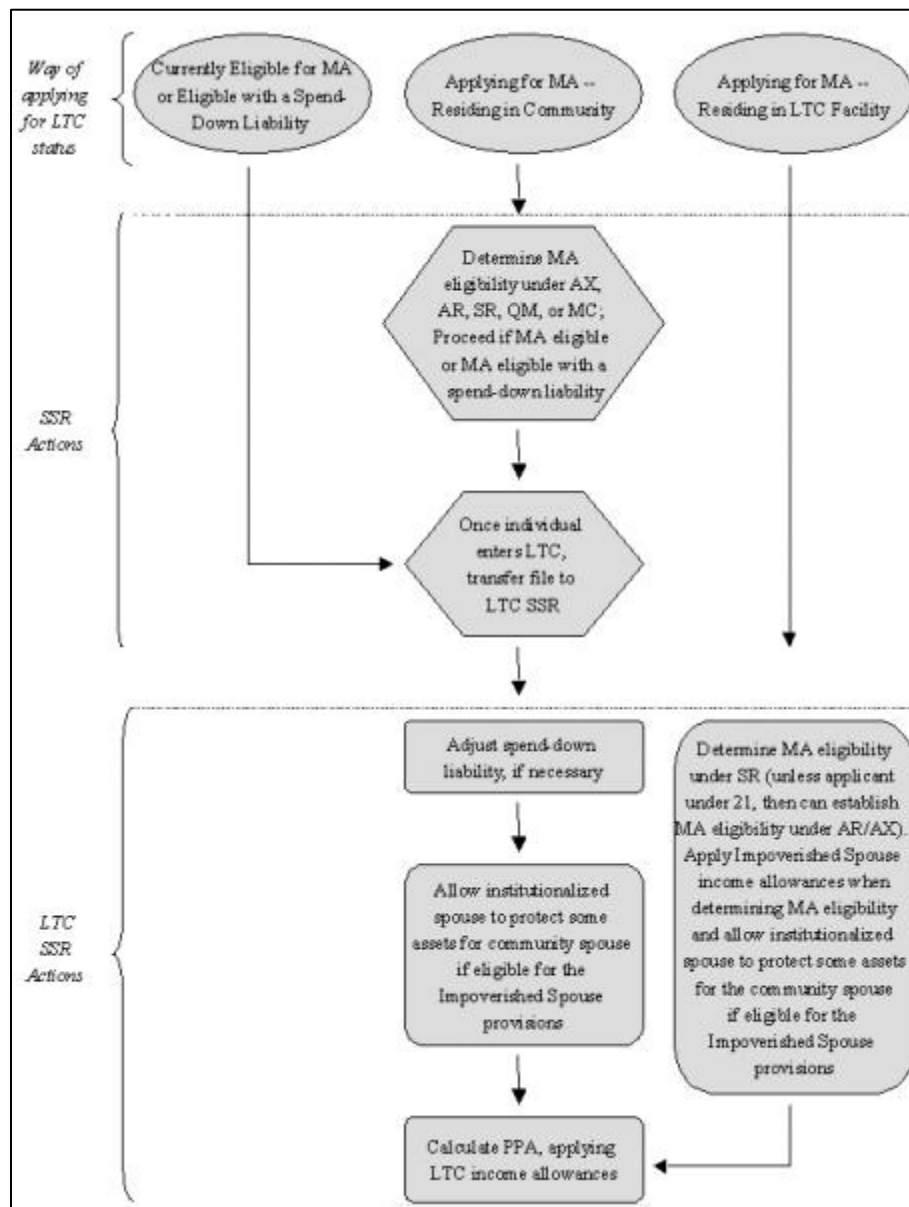 Way of
applying
for LTC
status
Currently Eligible for MA
or Eligible with a Spend-
Down Liability
Applying for MA --
Residing in Community
Applying for MA --
Residing in LTC Facility
SSR
Actions
Determine MA
eligibility under AX,
AR, SR, QM, or MC;
Proceed if MA eligible
or MA eligible with a
spend-down liability
Once individual
enters LTC,
transfer file to
LTC SSR
LTC
SSR
Actions
Adjust spend-down
liability, if necessary
Allow institutionalized
spouse to protect some
assets for community spouse
if eligible for the
Impoverished Spouse
provisions
Determine MA eligibility
under SR (unless applicant
under 21, then can establish
MA eligibility under AR/AX).
Apply Impoverished Spouse
income allowances when
determining MA eligibility
and allow institutionalized
spouse to protect some assets
for the community spouse
if eligible for the
Impoverished Spouse
provisions
Calculate PPA, applying
LTC income allowances